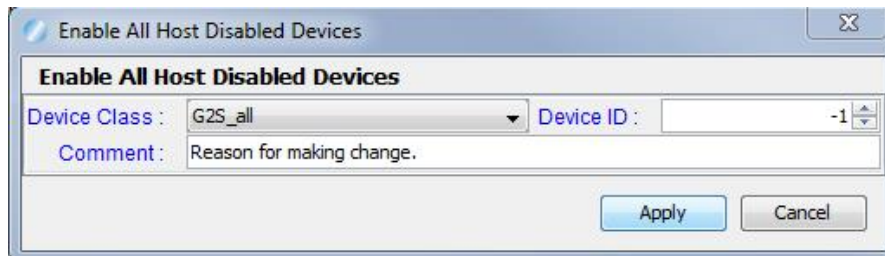 Enable All Host Disabled Devices
Enable All Host Disabled Devices
Device Class : G2S_all Device ID : -1
Comment : Reason for making change.
Apply Cancel